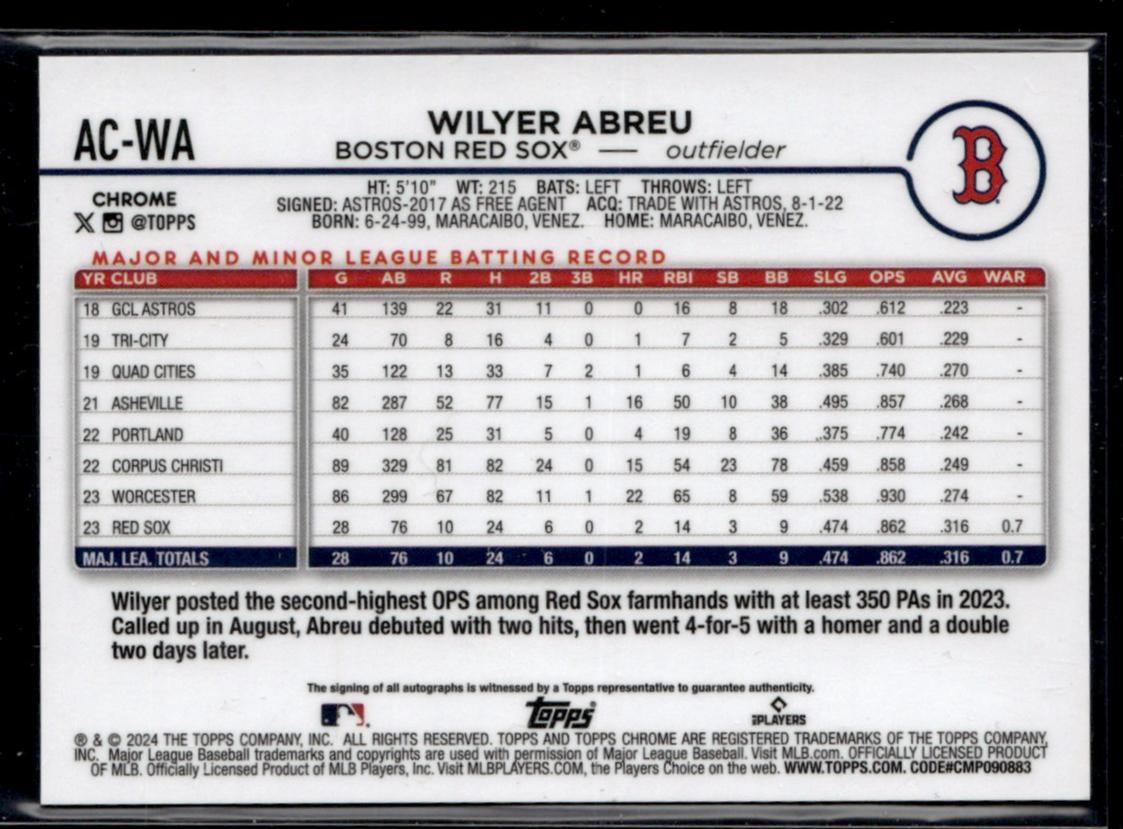 AC-WA
WILYER ABREU
BOSTON RED SOX® — outfielder
B
CHROME
@TOPPS
HT: 5'10" WT: 215 BATS: LEFT THROWS: LEFT
SIGNED: ASTROS-2017 AS FREE AGENT ACQ: TRADE WITH ASTROS, 8-1-22
BORN: 6-24-99, MARACAIBO, VENEZ. HOME: MARACAIBO, VENEZ.
MAJOR AND MINOR LEAGUE BATTING RECORD
YR CLUB G AB R H 2B 3B HR RBI SB BB SLG OPS AVG WAR
18 GCL ASTROS 41 139 22 31 11 0 0 16 8 18 .302 .612 .223 -
19 TRI-CITY 24 70 8 16 4 0 1 7 2 5 .329 .601 .229 -
19 QUAD CITIES 35 122 13 33 7 2 1 6 4 14 .385 .740 .270 -
21 ASHEVILLE 82 287 52 77 15 1 16 50 10 38 .495 .857 .268 -
22 PORTLAND 40 128 25 31 5 0 4 19 8 36 .375 .774 .242 -
22 CORPUS CHRISTI 89 329 81 82 24 0 15 54 23 78 .459 .858 .249 -
23 WORCESTER 86 299 67 82 11 1 22 65 8 59 .538 .930 .274 -
23 RED SOX 28 76 10 24 6 0 2 14 3 9 .474 .862 .316 0.7
MAJ. LEA. TOTALS 28 76 10 24 6 0 2 14 3 9 .474 .862 .316 0.7
Wilyer posted the second-highest OPS among Red Sox farmhands with at least 350 PAs in 2023.
Called up in August, Abreu debuted with two hits, then went 4-for-5 with a homer and a double
two days later.
The signing of all autographs is witnessed by a Topps representative to guarantee authenticity.
Topps
PLAYERS
® & © 2024 THE TOPPS COMPANY, INC. ALL RIGHTS RESERVED. TOPPS AND TOPPS CHROME ARE REGISTERED TRADEMARKS OF THE TOPPS COMPANY,
INC. Major League Baseball trademarks and copyrights are used with permission of Major League Baseball. Visit MLB.com. OFFICIALLY LICENSED PRODUCT
OF MLB. Officially Licensed Product of MLB Players, Inc. Visit MLBPLAYERS.COM, the Players Choice on the web. WWW.TOPPS.COM. CODE#CMP090883